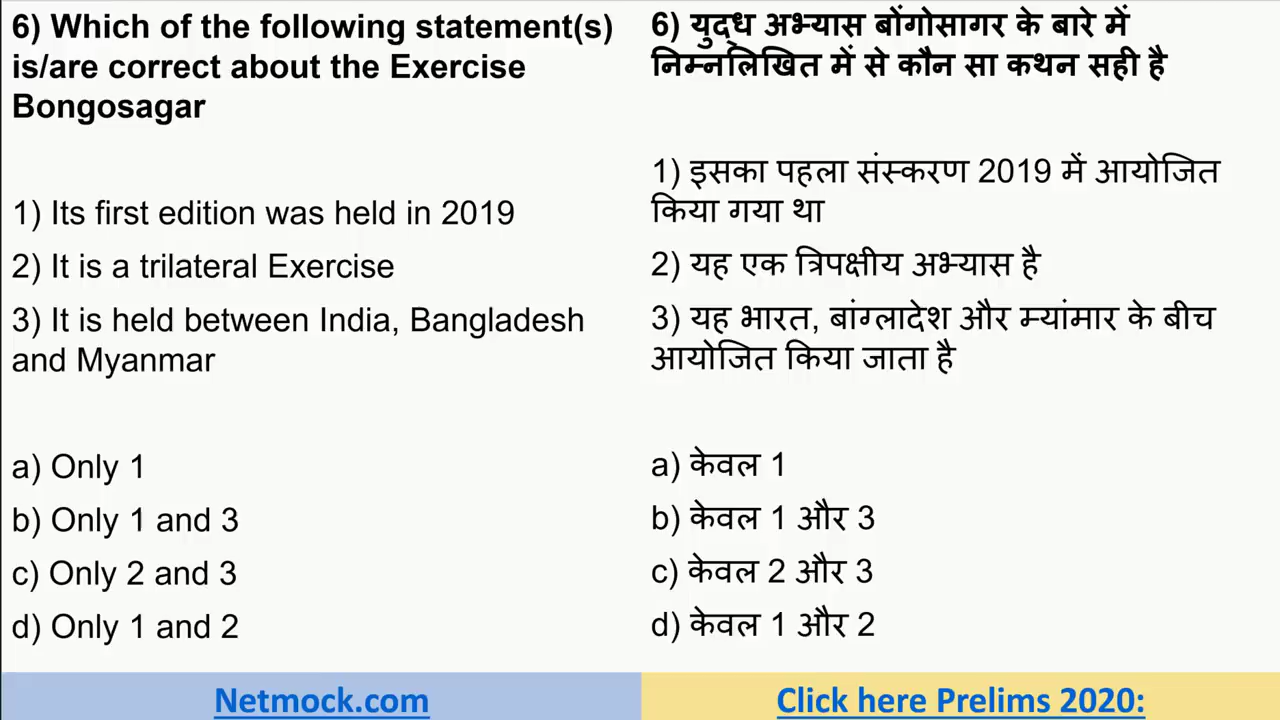 6) Which of the following statement(s)
is/are correct about the Exercise
Bongosagar
1) Its first edition was held in 2019
2) It is a trilateral Exercise
3) It is held between India, Bangladesh
and Myanmar
a) Only 1
b) Only 1 and 3
c) Only 2 and 3
d) Only 1 and 2
Netmock.com
6) युद्ध अभ्यास बोंगोसागर के बारे में
निम्नलिखित में से कौन सा कथन सही है
1) इसका पहला संस्करण 2019 में आयोजित
किया गया था
2) यह एक त्रिपक्षीय अभ्यास है
3) यह भारत, बांग्लादेश और म्यांमार के बीच
आयोजित किया जाता है
a) केवल 1
b) केवल 1 और 3
c) केवल 2 और 3
d) केवल 1 और 2
Click here Prelims 2020: